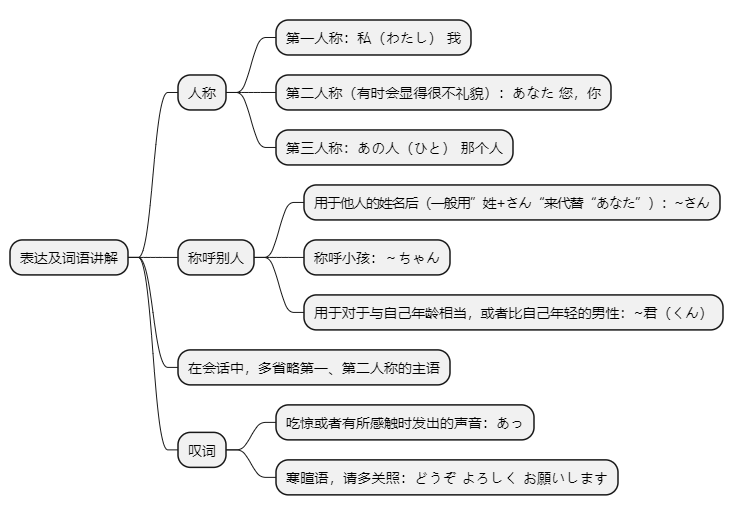 表达及词语讲解
人称
第一人称：私（わたし） 我
第二人称（有时会显得很不礼貌）：あなた 您，你
第三人称：あの人（ひと） 那个人
称呼别人
用于他人的姓名后（一般用”姓+さん“来代替“あなた”）：~さん
称呼小孩：～ちゃん
用于对于与自己年龄相当，或者比自己年轻的男性：~君（くん）
在会话中，多省略第一、第二人称的主语
叹词
吃惊或者有所感触时发出的声音：あっ
寒暄语，请多关照：どうぞ よろしく お願いします